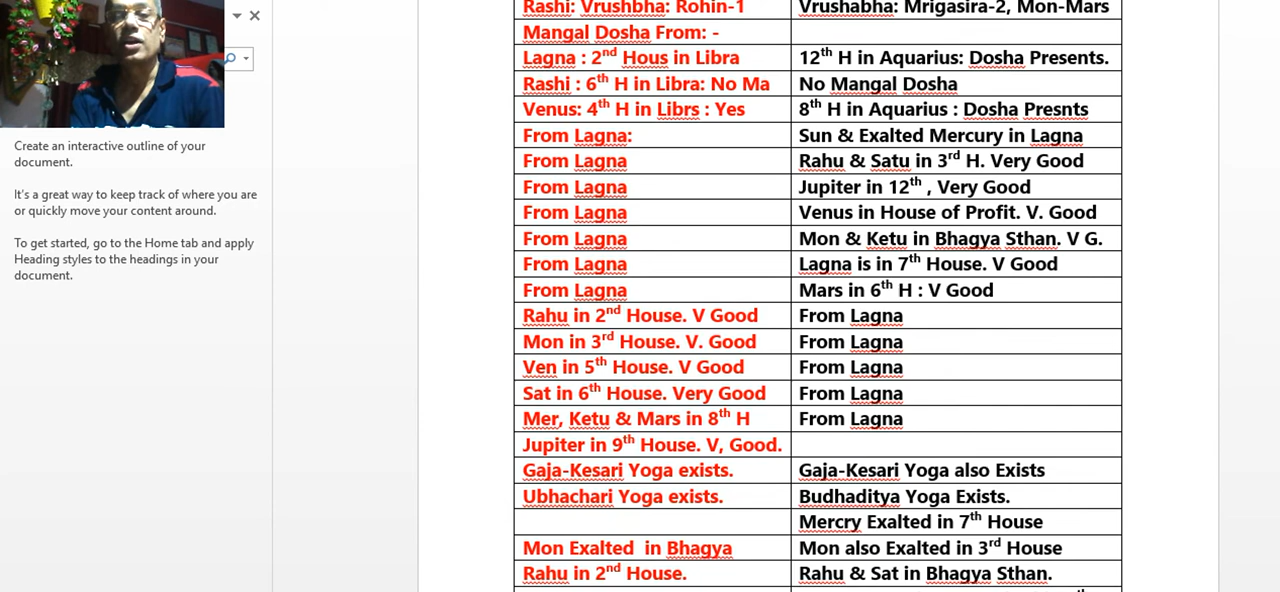 Create an interactive outline of your
document.
It's a great way to keep track of where you are
or quickly move your content around.
To get started, go to the Home tab and apply
Heading styles to the headings in your
document.
Rashi: Vrushbha: Rohin-1 Vrushabha: Mrigasira-2, Mon-Mars
Mangal Dosha From: -
Lagna : 2nd Hous in Libra 12th H in Aquarius: Dosha Presents.
Rashi : 6th H in Libra: No Ma No Mangal Dosha
Venus: 4th H in Librs : Yes 8th H in Aquarius : Dosha Presnts
From Lagna: Sun & Exalted Mercury in Lagna
From Lagna Rahu & Satu in 3rd H. Very Good
From Lagna Jupiter in 12th , Very Good
From Lagna Venus in House of Profit. V. Good
From Lagna Mon & Ketu in Bhagya Sthan. V G.
From Lagna Lagna is in 7th House. V Good
From Lagna Mars in 6th H : V Good
Rahu in 2nd House. V Good From Lagna
Mon in 3rd House. V. Good From Lagna
Ven in 5th House. V Good From Lagna
Sat in 6th House. Very Good From Lagna
Mer, Ketu & Mars in 8th H From Lagna
Jupiter in 9th House. V, Good.
Gaja-Kesari Yoga exists. Gaja-Kesari Yoga also Exists
Ubhachari Yoga exists. Budhaditya Yoga Exists.
Mercry Exalted in 7th House
Mon Exalted in Bhagya Mon also Exalted in 3rd House
Rahu in 2nd House. Rahu & Sat in Bhagya Sthan.